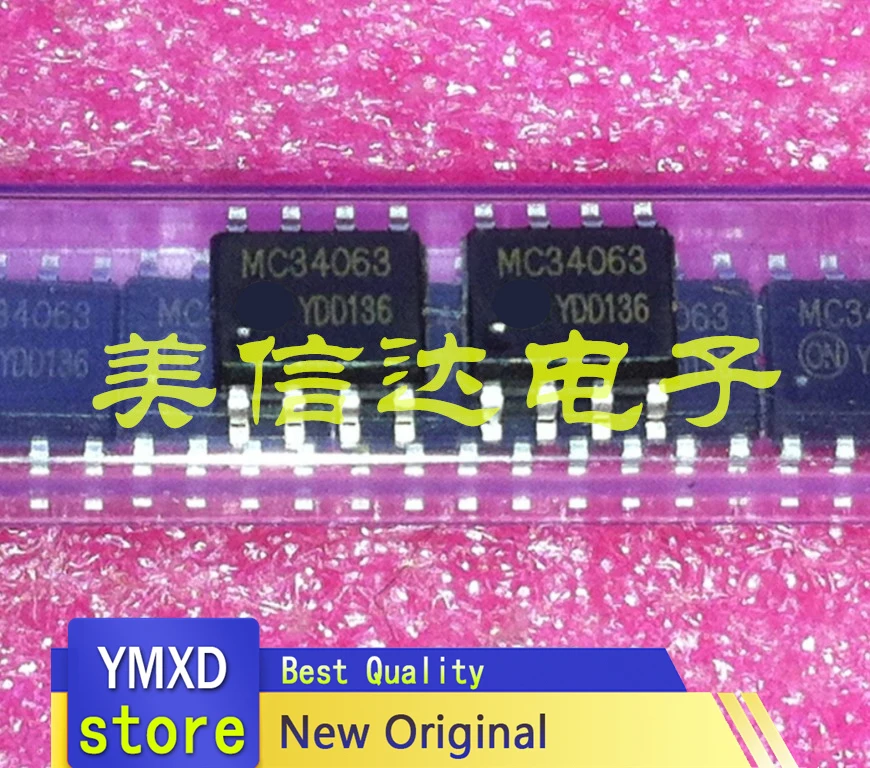 MC34063
YDD136
MC34063
YDD136
34063
YDD136
MC
063
MC34
ON Y
美信达电子
YMXD
store
Best Quality
New Original